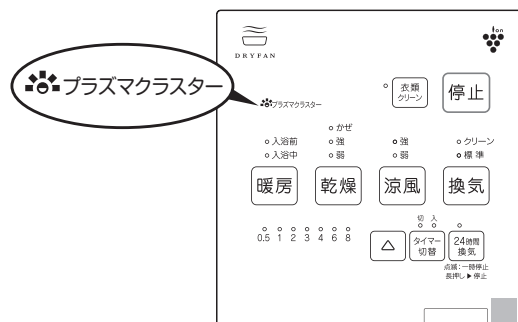 DRYFAN
ion
プラズマクラスター
プラズマクラスター
衣類
クリーン
停止
かぜ
入浴前 強 強 クリーン
入浴中 弱 弱 標準
暖房 乾燥 涼風 換気
切 入
0.5 1 2 3 4 6 8
△ タイマー
切替
24時間
換気
点滅:一時停止
長押し▶停止